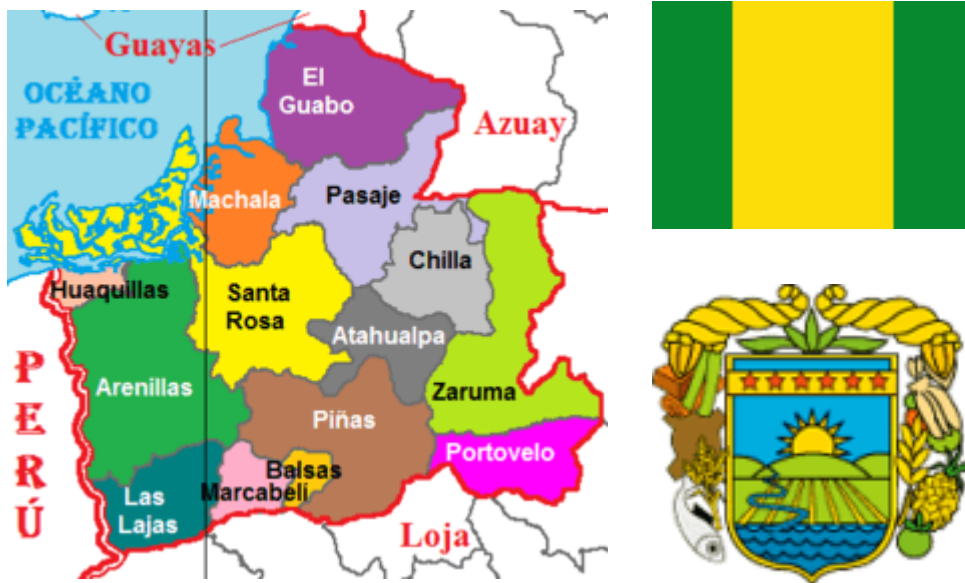 Guayas
OCÉANO
PACÍFICO
El
Guabo
Azuay
Machala
Pasaje
Chilla
Huaquillas
Santa
Rosa
Atahualpa
PERÚ
Arenillas
Zaruma
Piñas
Portovelo
Balsas
Marcabelí
Las
Lajas
Loja